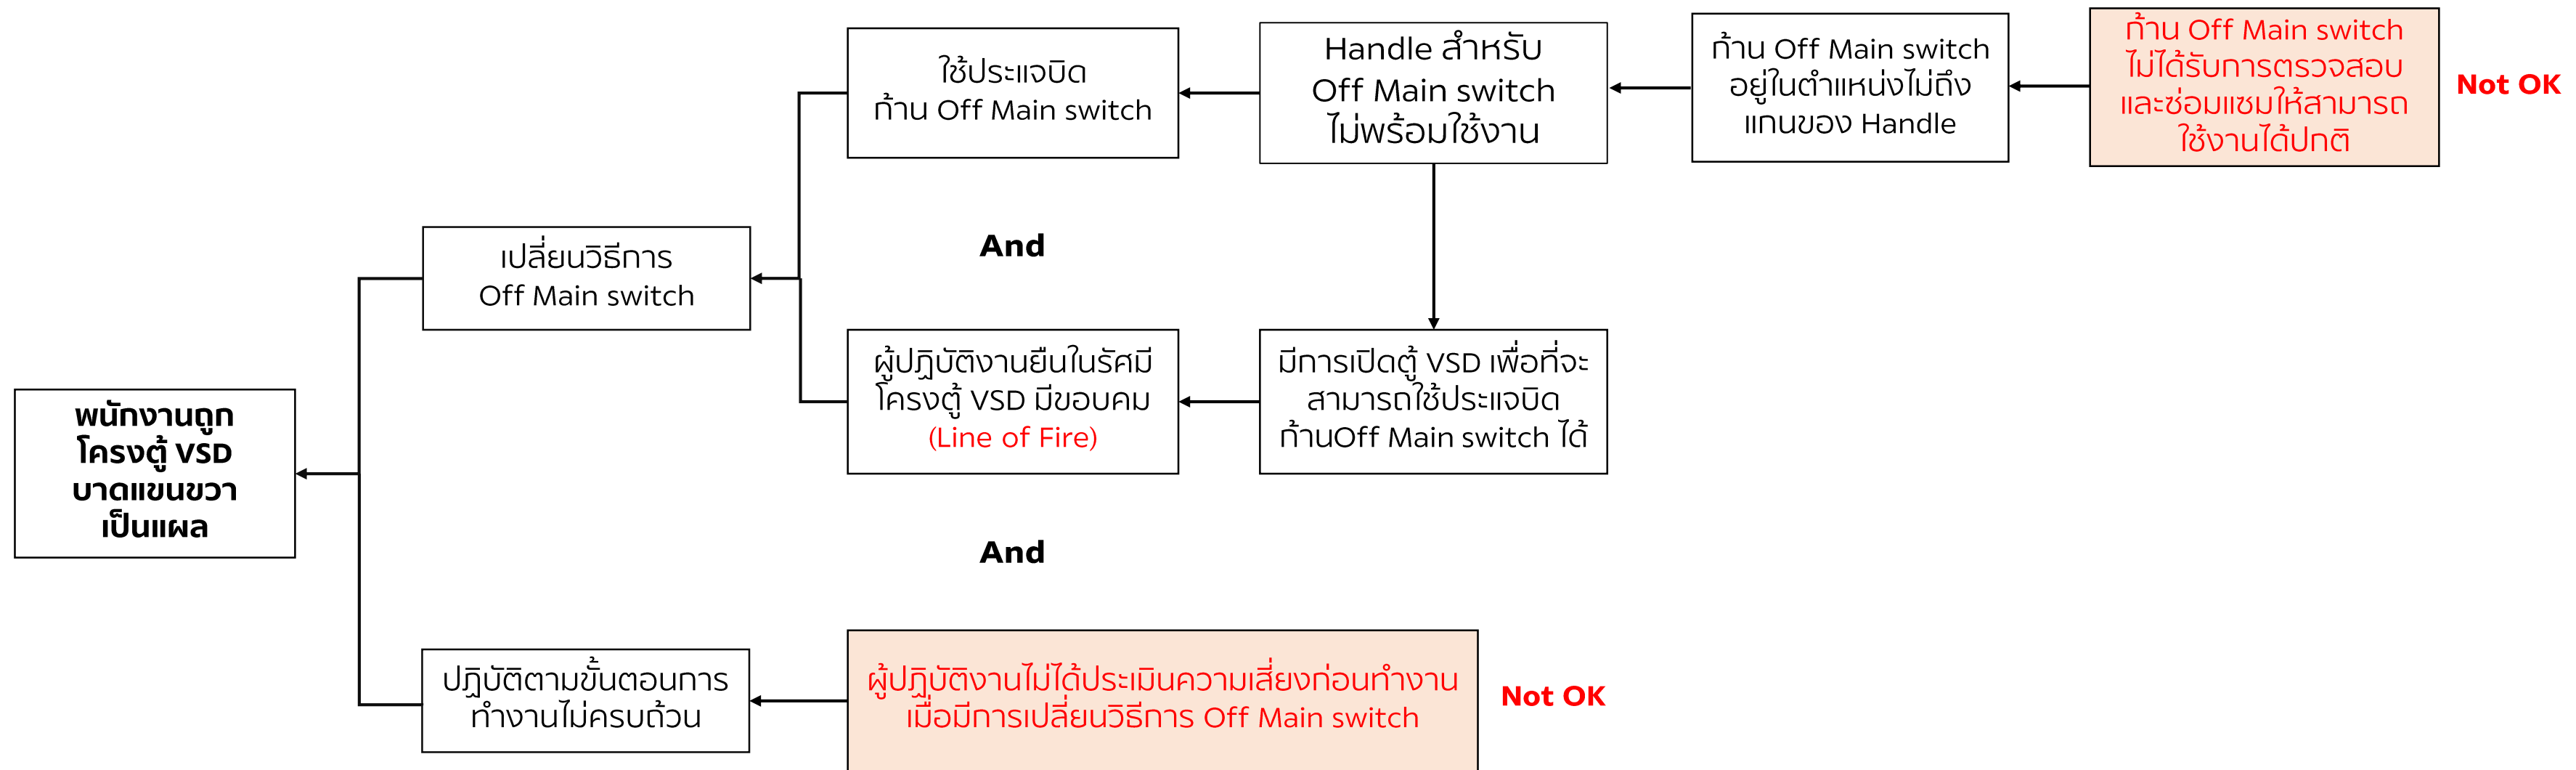 ใช้ประแจบิด
ก้าน Off Main switch
Handle สำหรับ
Off Main switch
ไม่พร้อมใช้งาน
ก้าน Off Main switch
อยู่ในตำแหน่งไม่ถึง
แกนของ Handle
ก้าน Off Main switch
ไม่ได้รับการตรวจสอบ
และซ่อมแซมให้สามารถ
ใช้งานได้ปกติ
Not OK
And
เปลี่ยนวิธีการ
Off Main switch
ผู้ปฏิบัติงานยืนในรัศมี
โครงตู้ VSD มีขอบคม
(Line of Fire)
มีการเปิดตู้ VSD เพื่อที่จะ
สามารถใช้ประแจบิด
ก้านOff Main switch ได้
พนักงานถูก
โครงตู้ VSD
บาดแขนขวา
เป็นแผล
And
ปฏิบัติตามขั้นตอนการ
ทำงานไม่ครบถ้วน
ผู้ปฏิบัติงานไม่ได้ประเมินความเสี่ยงก่อนทำงาน
เมื่อมีการเปลี่ยนวิธีการ Off Main switch
Not OK